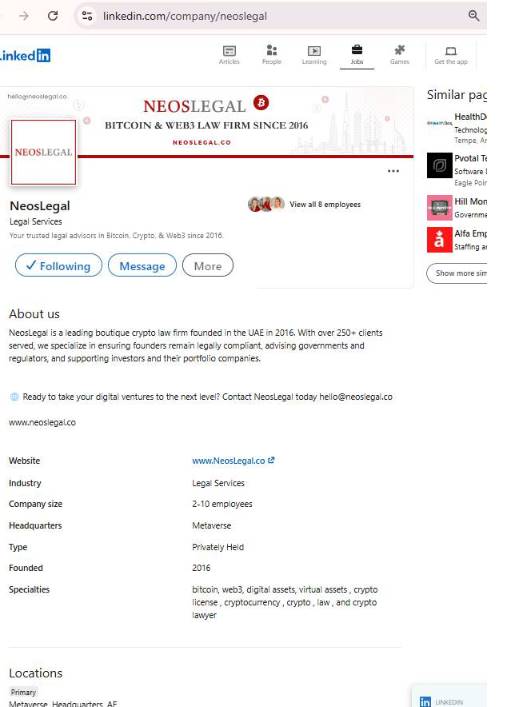 linkedin.com/company/neoslegal
Linked in
Articles
People
Learning
Jobs
Games
Get the app
hello@neoslegal.co
NEOSLEGAL
BITCOIN & WEB3 LAW FIRM SINCE 2016
NEOSLEGAL.CO
NEOSLEGAL
NeosLegal
Legal Services
Your trusted legal advisors in Bitcoin, Crypto, & Web3 since 2016.
View all 8 employees
Following
Message
More
Similar pag
HealthD
Technolog
Tempe, Ar
Pvotal Te
Software
Eagle Poin
Hill Mon
Governme
Alfa Emp
Staffing an
Show more sim
About us
NeosLegal is a leading boutique crypto law firm founded in the UAE in 2016. With over 250+ clients
served, we specialize in ensuring founders remain legally compliant, advising governments and
regulators, and supporting investors and their portfolio companies.
Ready to take your digital ventures to the next level? Contact NeosLegal today hello@neoslegal.co
www.neoslegal.co
Website www.NeosLegal.co
Industry Legal Services
Company size 2-10 employees
Headquarters Metaverse
Type Privately Held
Founded 2016
Specialties bitcoin, web3, digital assets, virtual assets , crypto
license , cryptocurrency , crypto , law , and crypto
lawyer
Locations
Primary
Metaverse, Headquarters, AE
in LINKEDIN